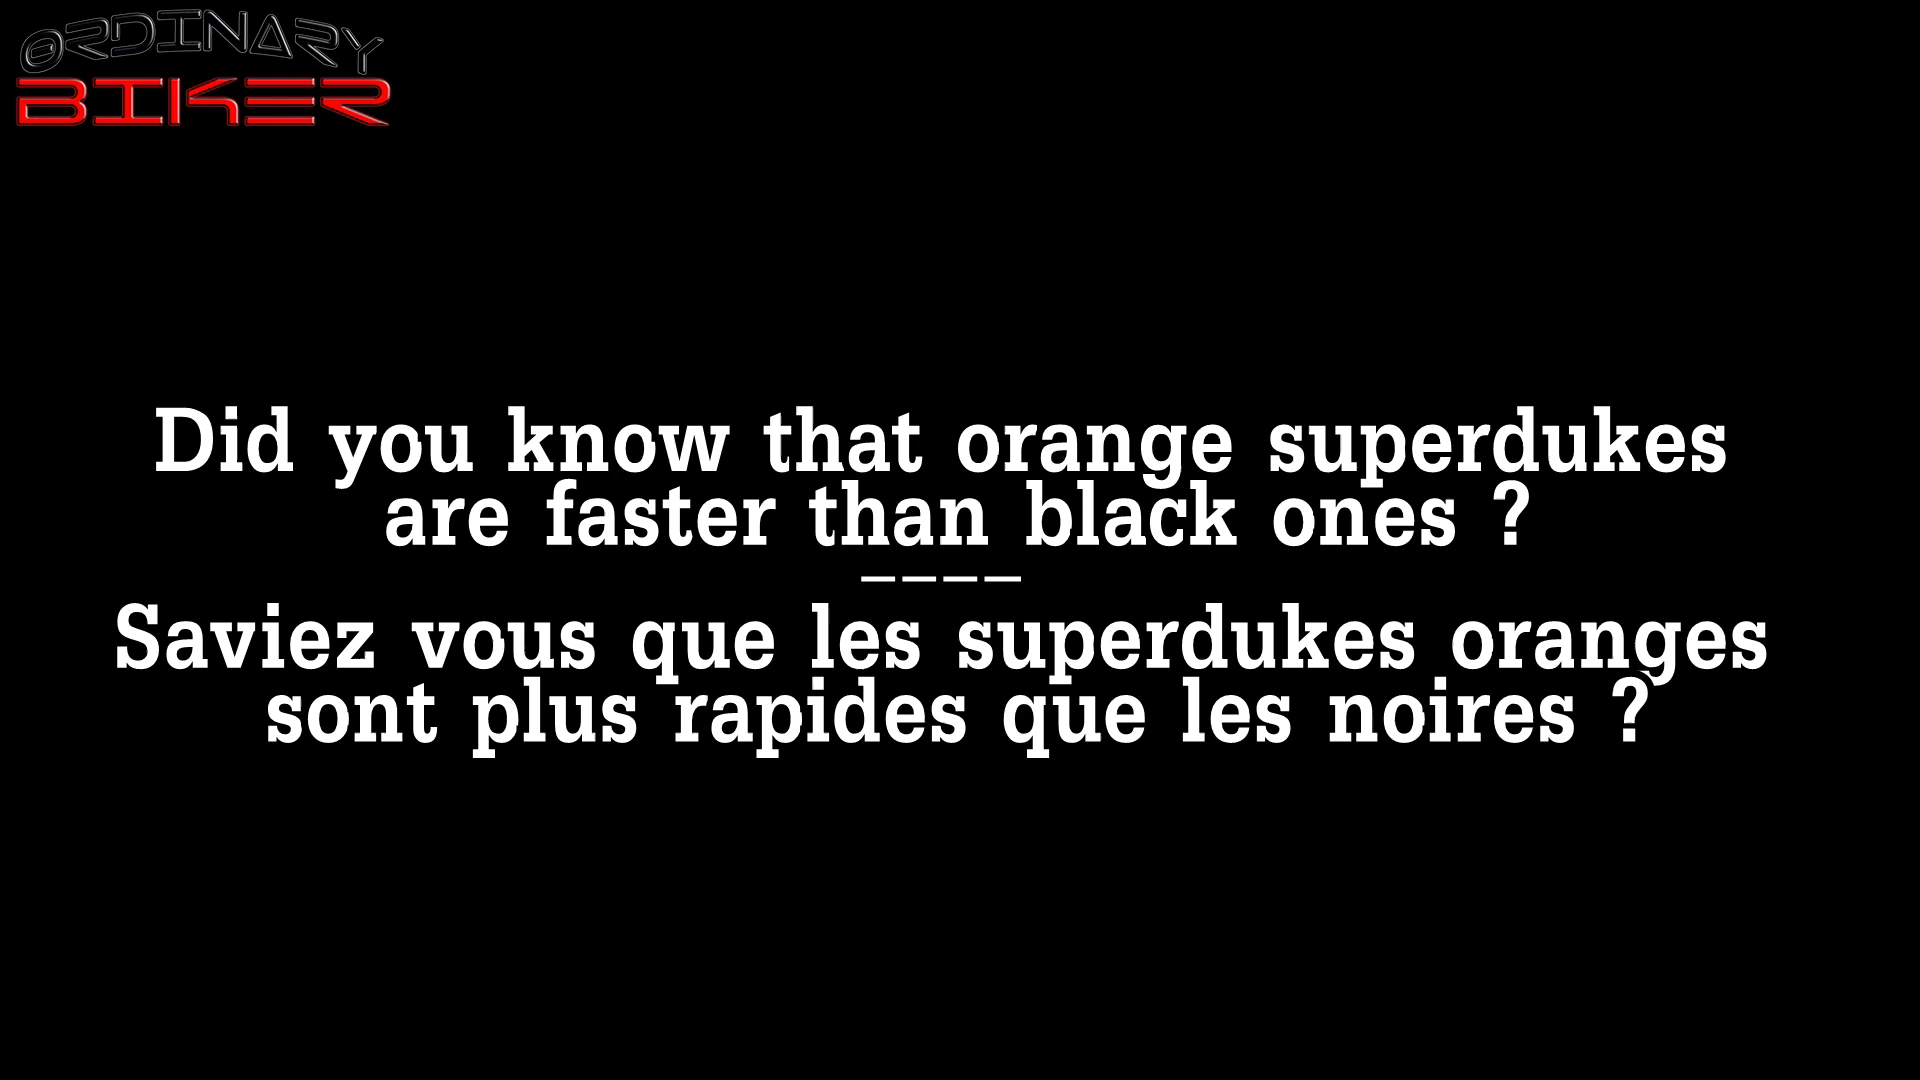 ORDINARY
BIKER
Did you know that orange superdukes
are faster than black ones ?
----
Saviez vous que les superdukes oranges
sont plus rapides que les noires ?